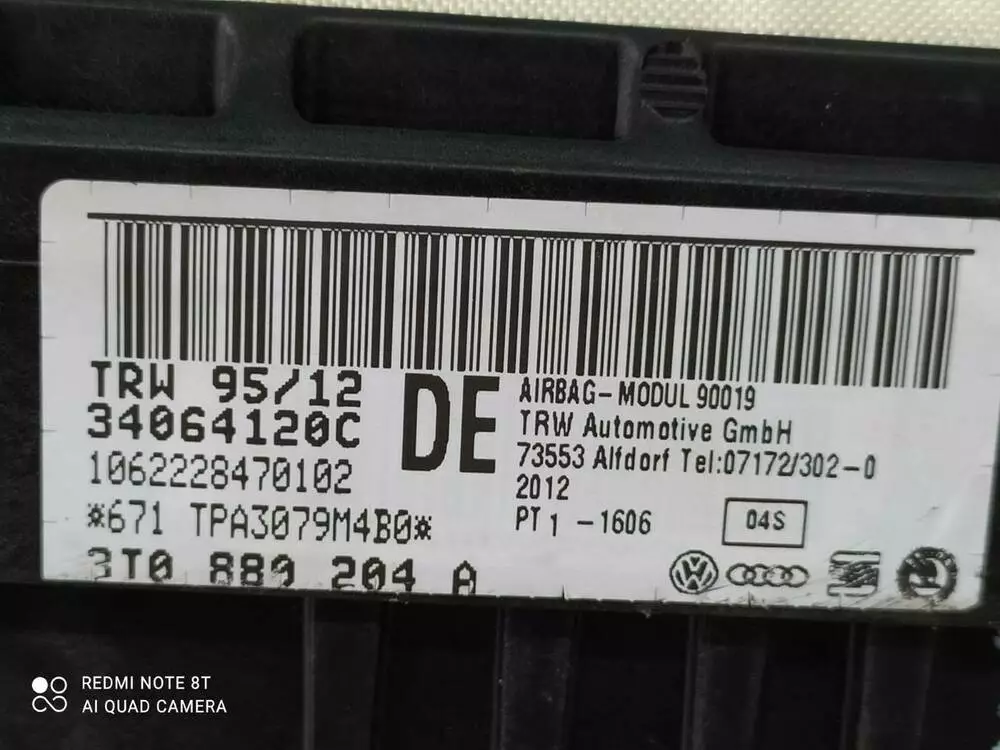 TRW 95/12
34064120C
1062228470102
*671 TPA3079M4B0*
3T0 880 204 A
DE
AIRBAG-MODUL 90019
TRW Automotive GmbH
73553 Alfdorf Tel:07172/302-0
2012
PT 1 -1606
04S
REDMI NOTE 8T
AI QUAD CAMERA